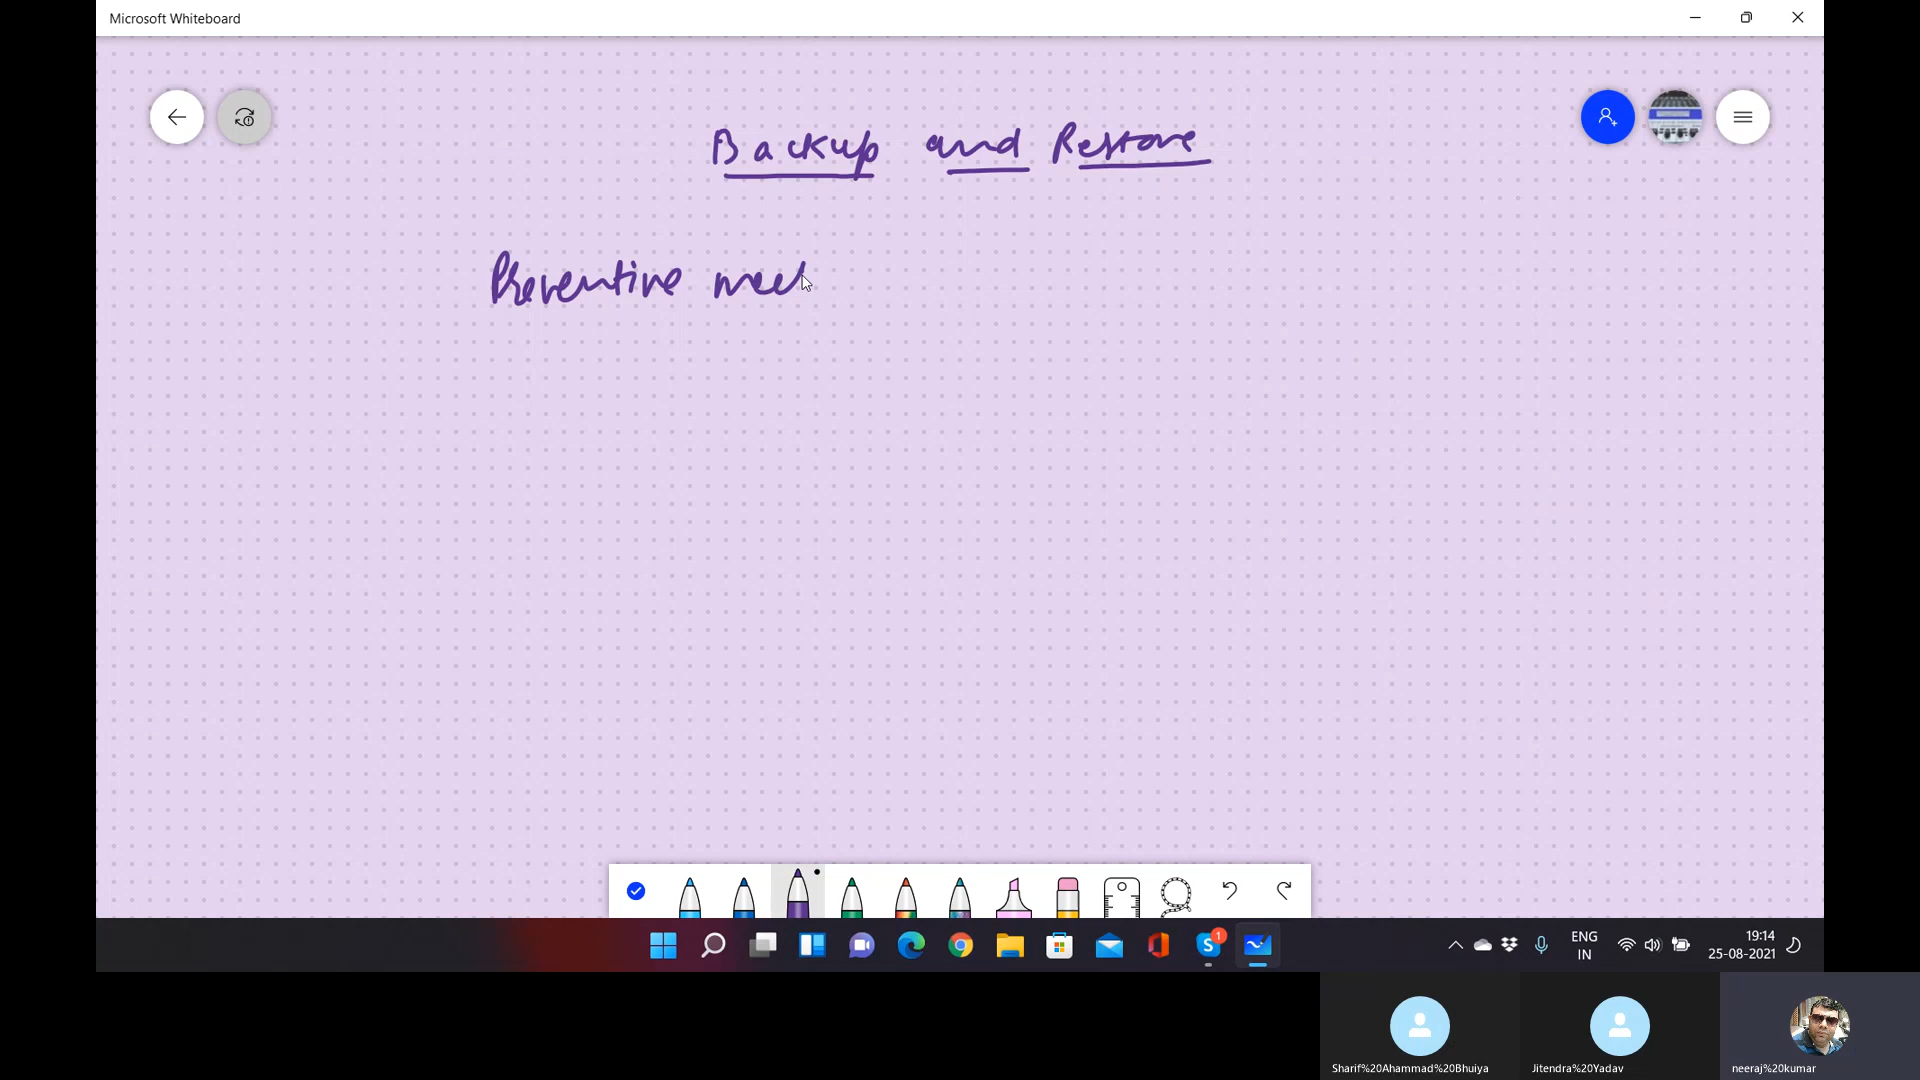 Microsoft Whiteboard
Backup and Restore
Preventive
1
ENG
IN
19:14
25-08-2021
Sharif%20Ahammad%20Bhuiya
Jitendra%20Yadav
neeraj%20kumar